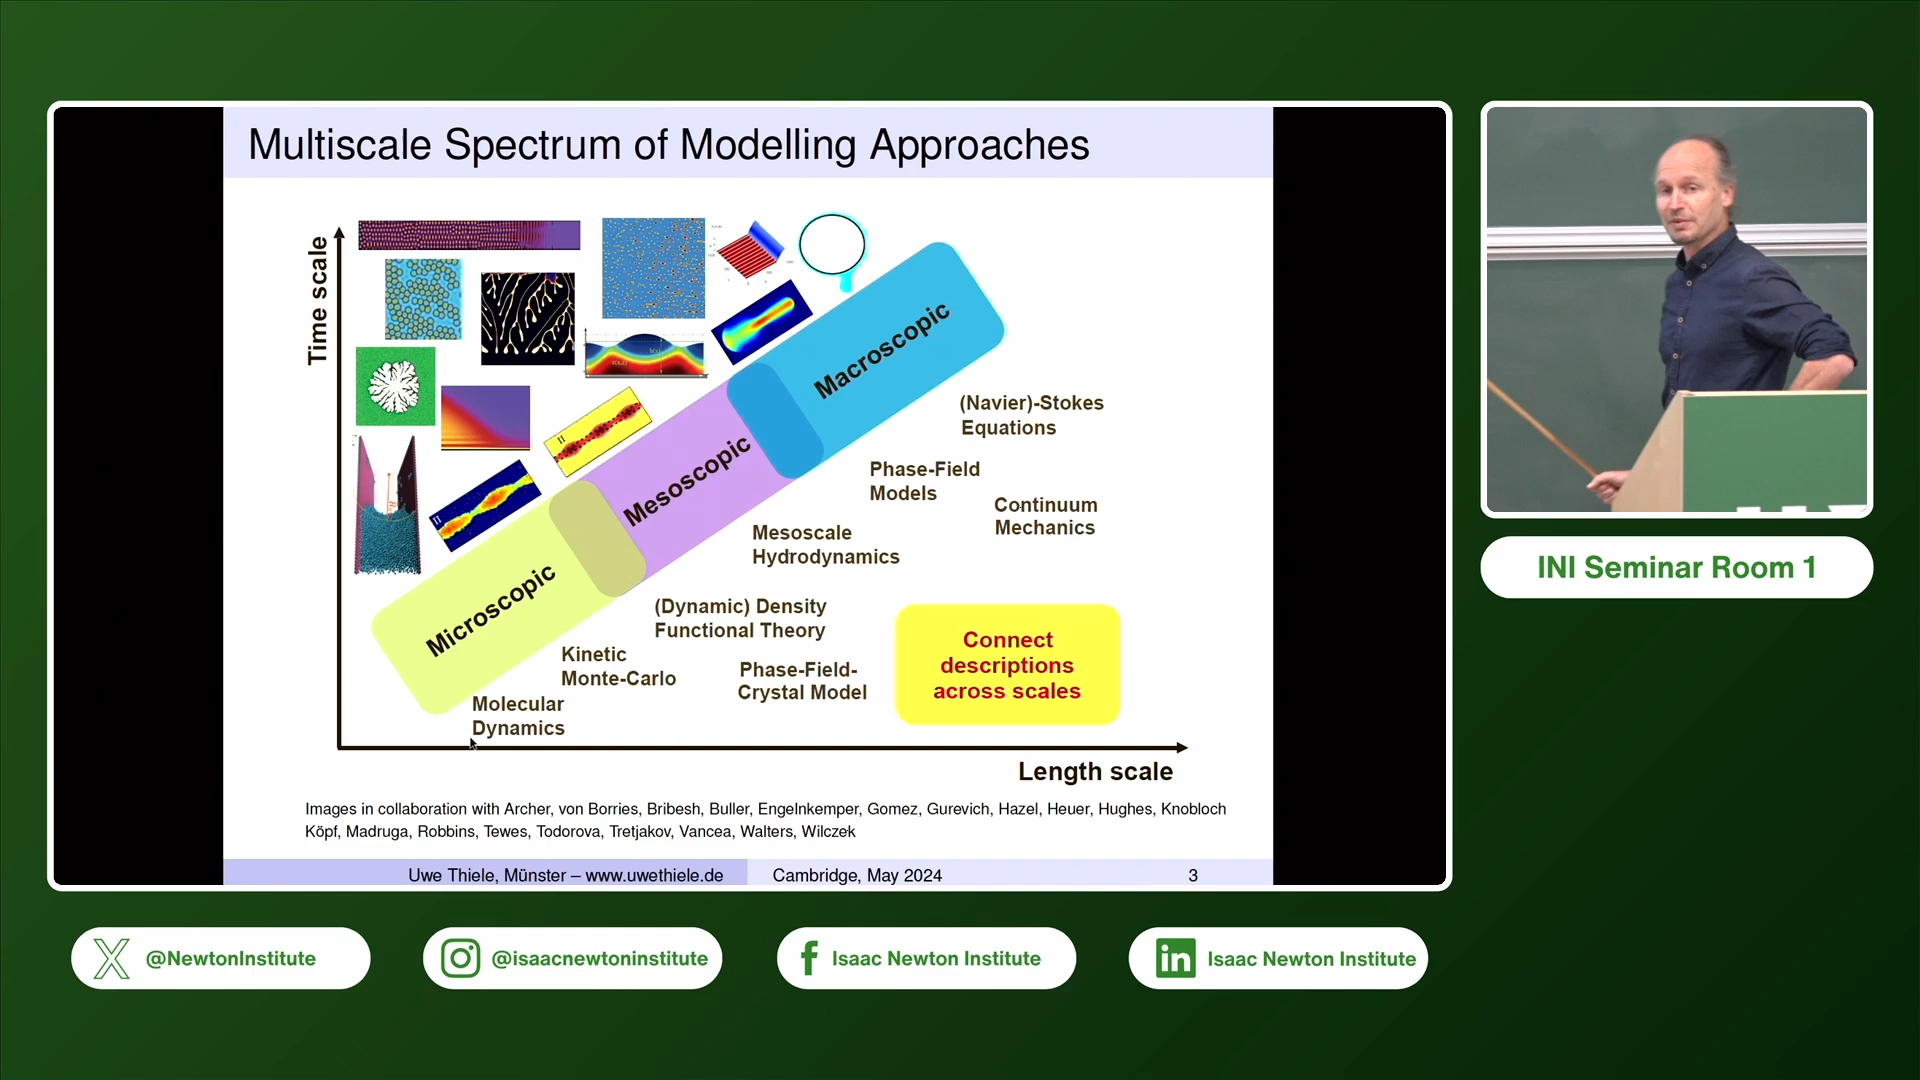 Multiscale Spectrum of Modelling Approaches
Time scale
Macroscopic
Mesoscopic
Microscopic
(Navier)-Stokes
Equations
Phase-Field
Models
Continuum
Mechanics
Mesoscale
Hydrodynamics
(Dynamic) Density
Functional Theory
Kinetic
Monte-Carlo
Phase-Field-
Crystal Model
Molecular
Dynamics
Connect
descriptions
across scales
II
II
Length scale
Images in collaboration with Archer, von Borries, Bribesh, Buller, Engelnkemper, Gomez, Gurevich, Hazel, Heuer, Hughes, Knobloch
Köpf, Madruga, Robbins, Tewes, Todorova, Tretjakov, Vancea, Walters, Wilczek
Uwe Thiele, Münster – www.uwethiele.de
Cambridge, May 2024
3
INI Seminar Room 1
@NewtonInstitute
@isaacnewtoninstitute
Isaac Newton Institute
in
Isaac Newton Institute